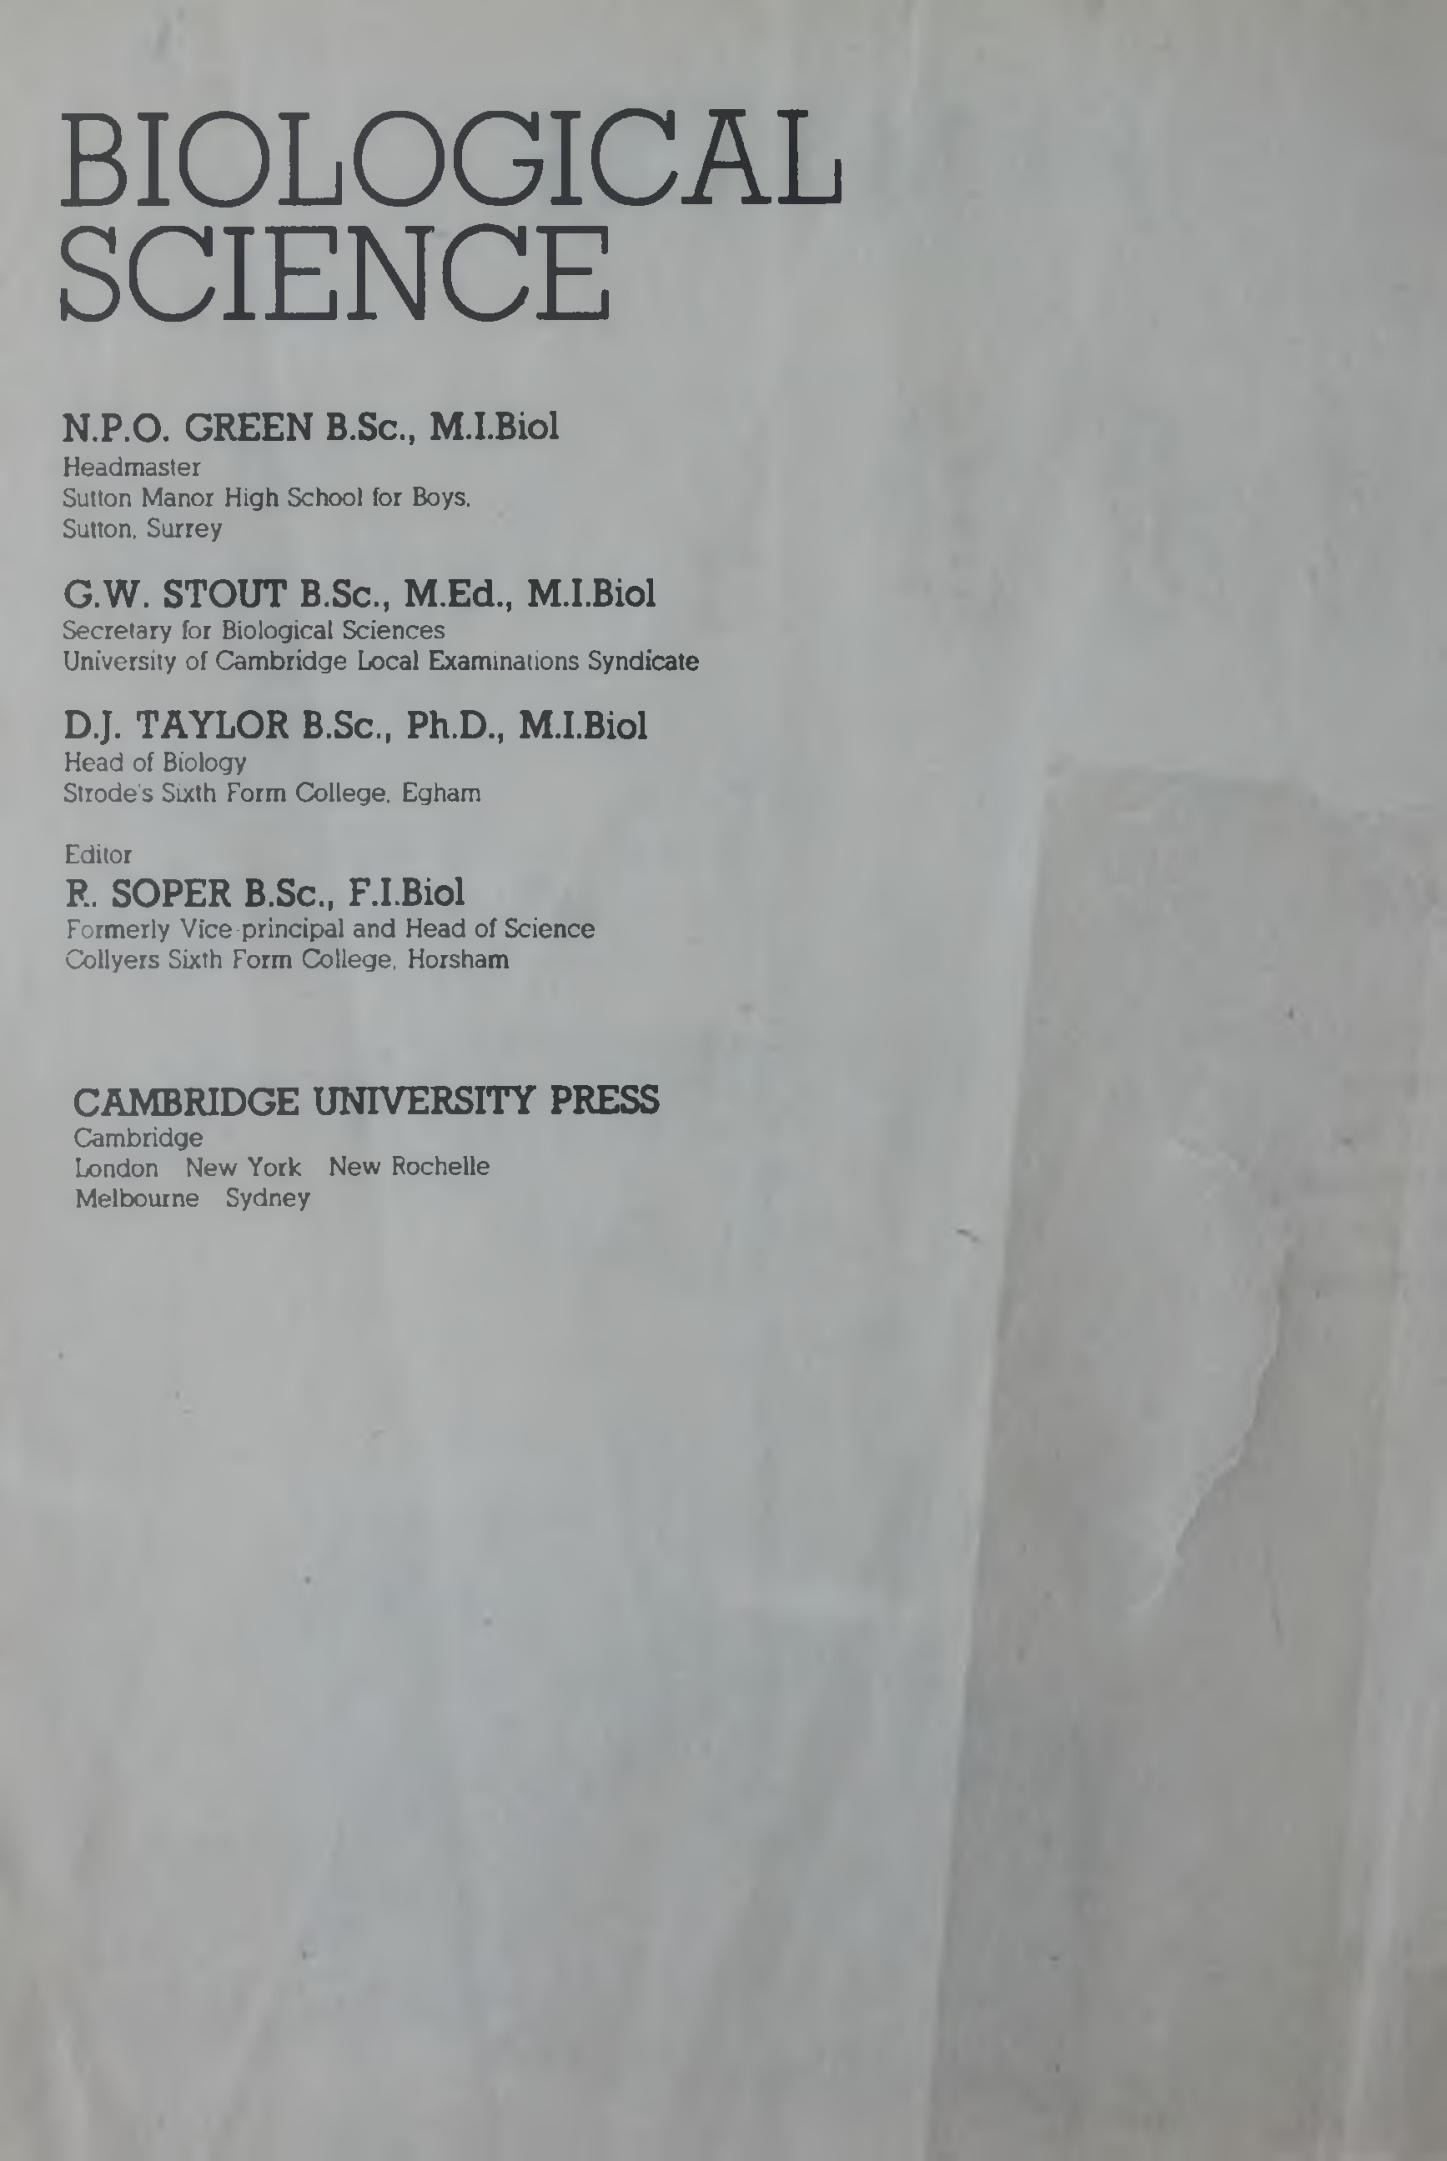 BIOLOGICAL
SCIENCE
N.P.O. GREEN B.Sc., M.I.Biol
Headmaster
Sutton Manor High School for Boys,
Sutton, Surrey
G.W. STOUT B.Sc., M.Ed., M.I.Biol
Secretary for Biological Sciences
University of Cambridge Local Examinations Syndicate
D.J. TAYLOR B.Sc., Ph.D., M.I.Biol
Head of Biology
Strode's Sixth Form College, Egham
Editor
R. SOPER B.Sc., F.I.Biol
Formerly Vice-principal and Head of Science
Collyers Sixth Form College, Horsham
CAMBRIDGE UNIVERSITY PRESS
Cambridge
London New York New Rochelle
Melbourne Sydney